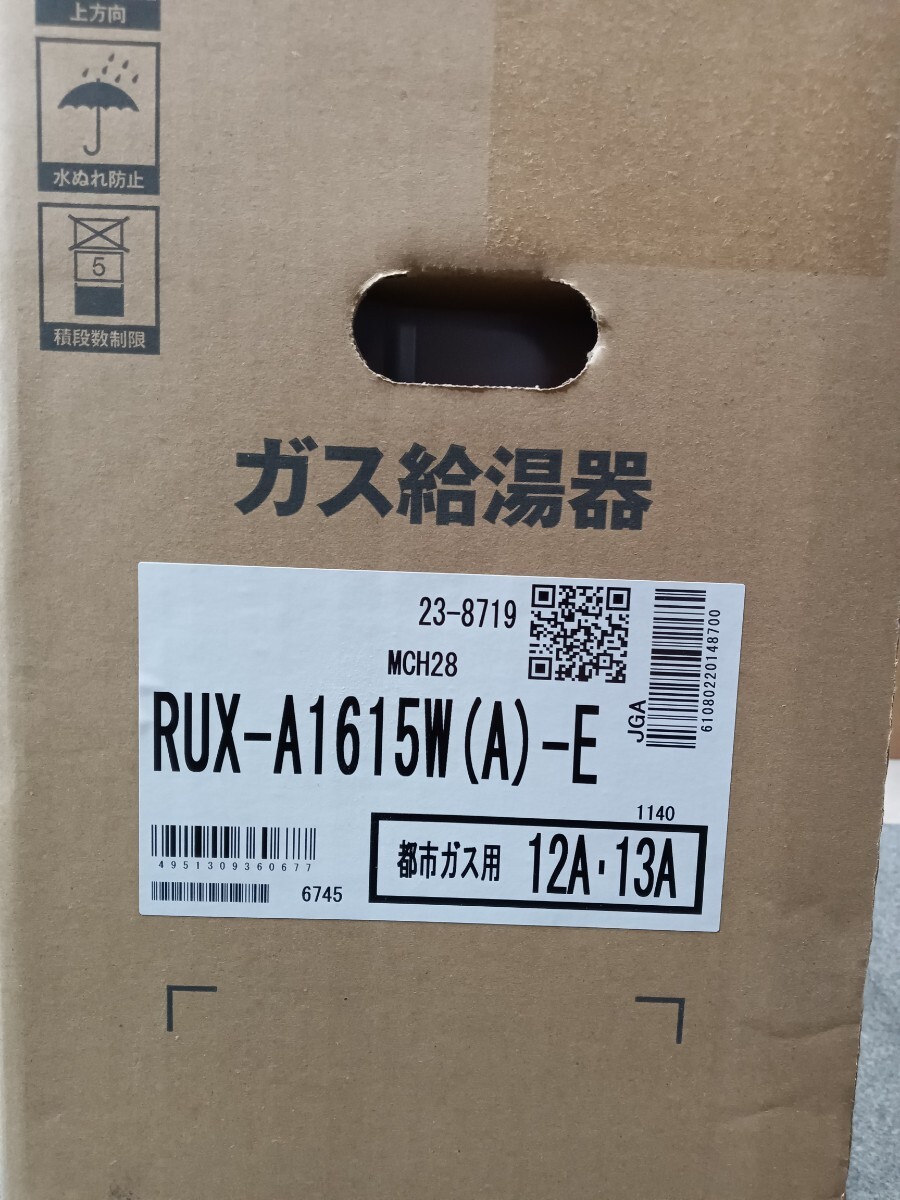 上方向
水ぬれ防止
5
積段数制限
ガス給湯器
23-8719
MCH28
RUX-A1615W(A)-E
JGA
61080220148700
1140
4951309360677
6745
都市ガス用 12A・13A